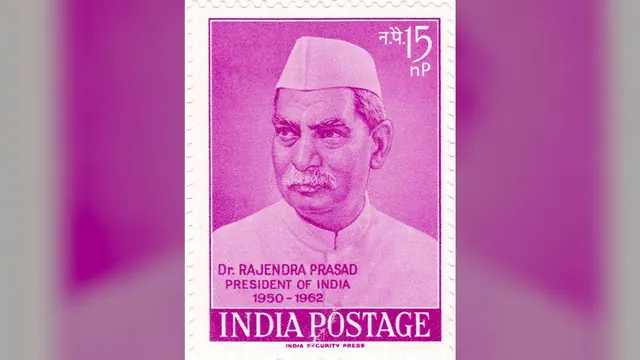 न.पै. 15
nP
Dr. RAJENDRA PRASAD
PRESIDENT OF INDIA
1950 - 1962
INDIA POSTAGE
INDIA SECURITY PRESS